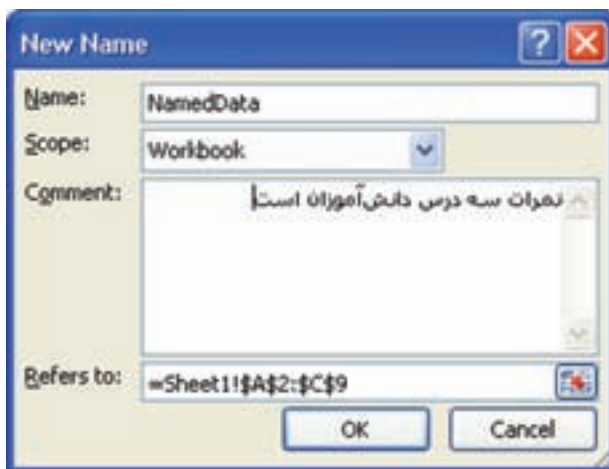 New Name
Name: NamedData
Scope: Workbook
Comment: نمرات سه درس دانش‌آموزان است
Refers to: =Sheet1!$A$2:$C$9
OK Cancel